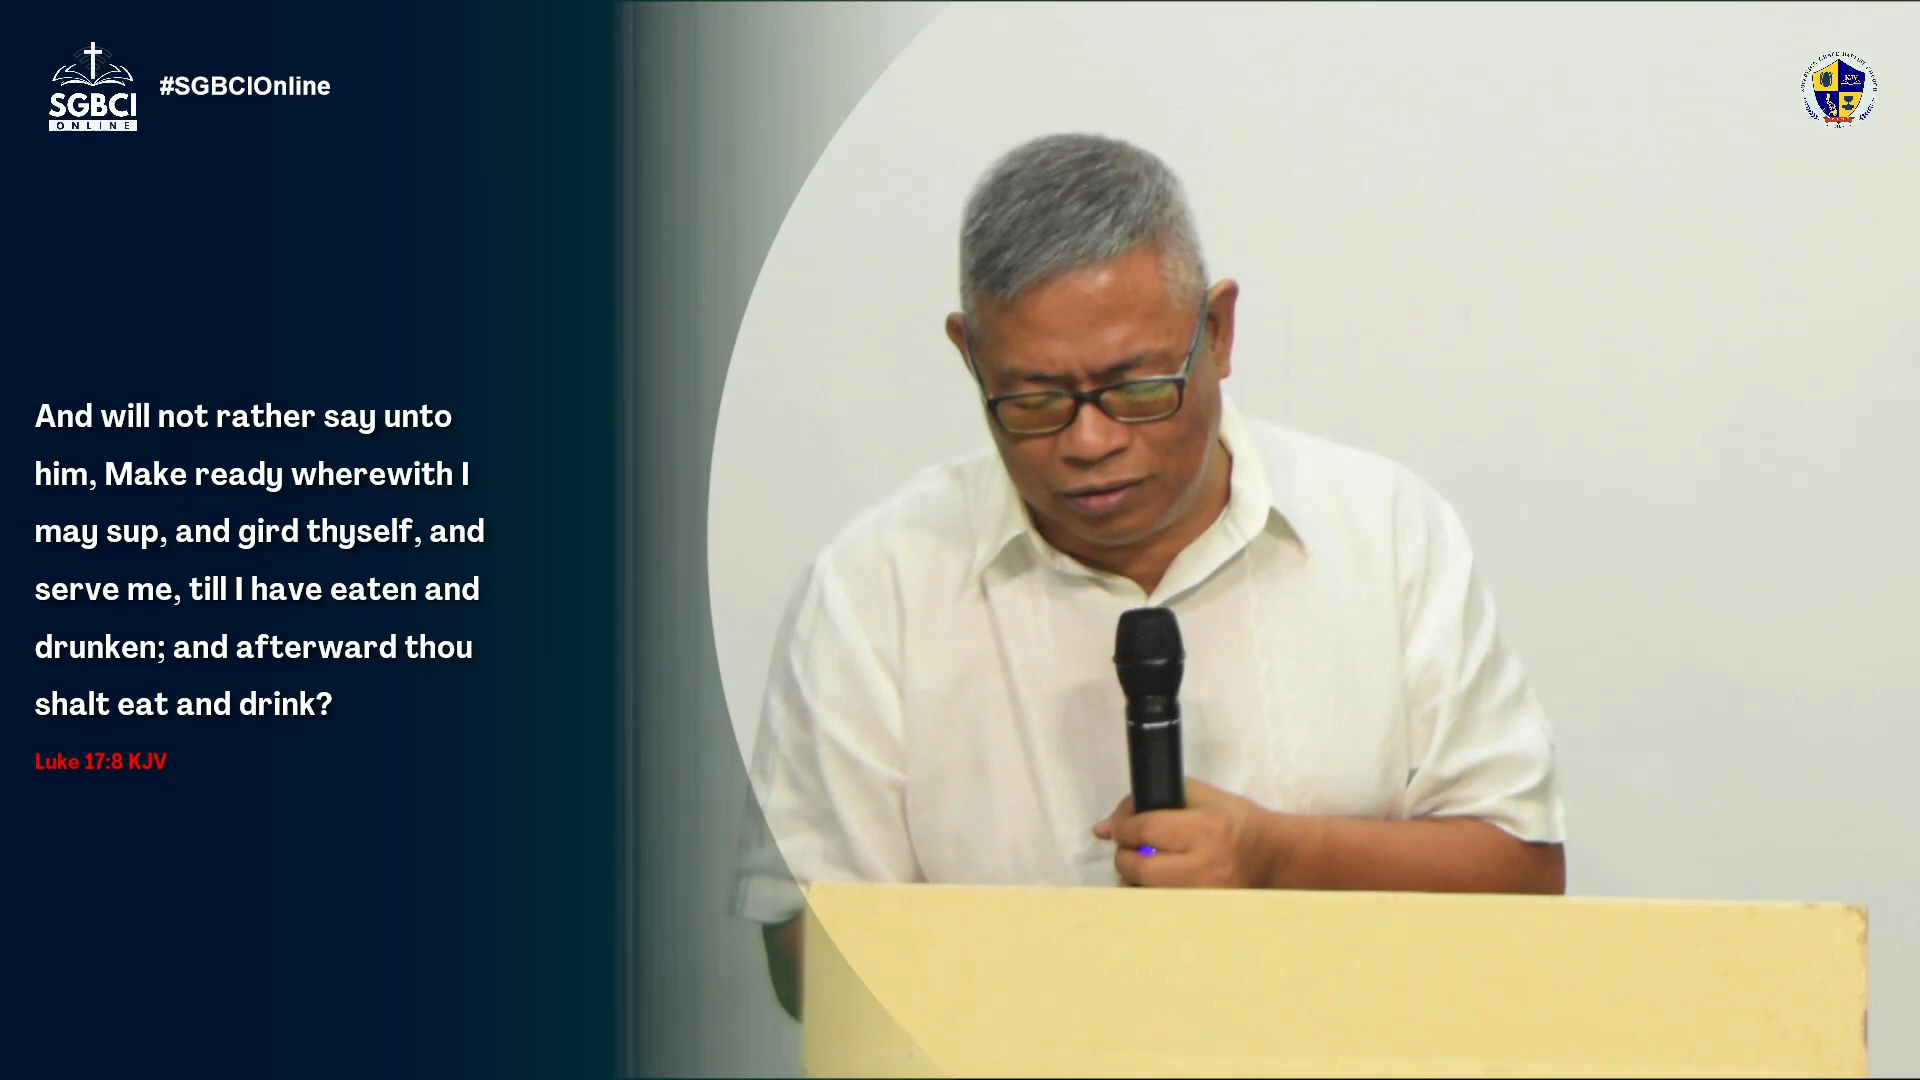 SGBCI
ONLINE
#SGBCIOnline
And will not rather say unto
him, Make ready wherewith I
may sup, and gird thyself, and
serve me, till I have eaten and
drunken; and afterward thou
shalt eat and drink?
Luke 17:8 KJV